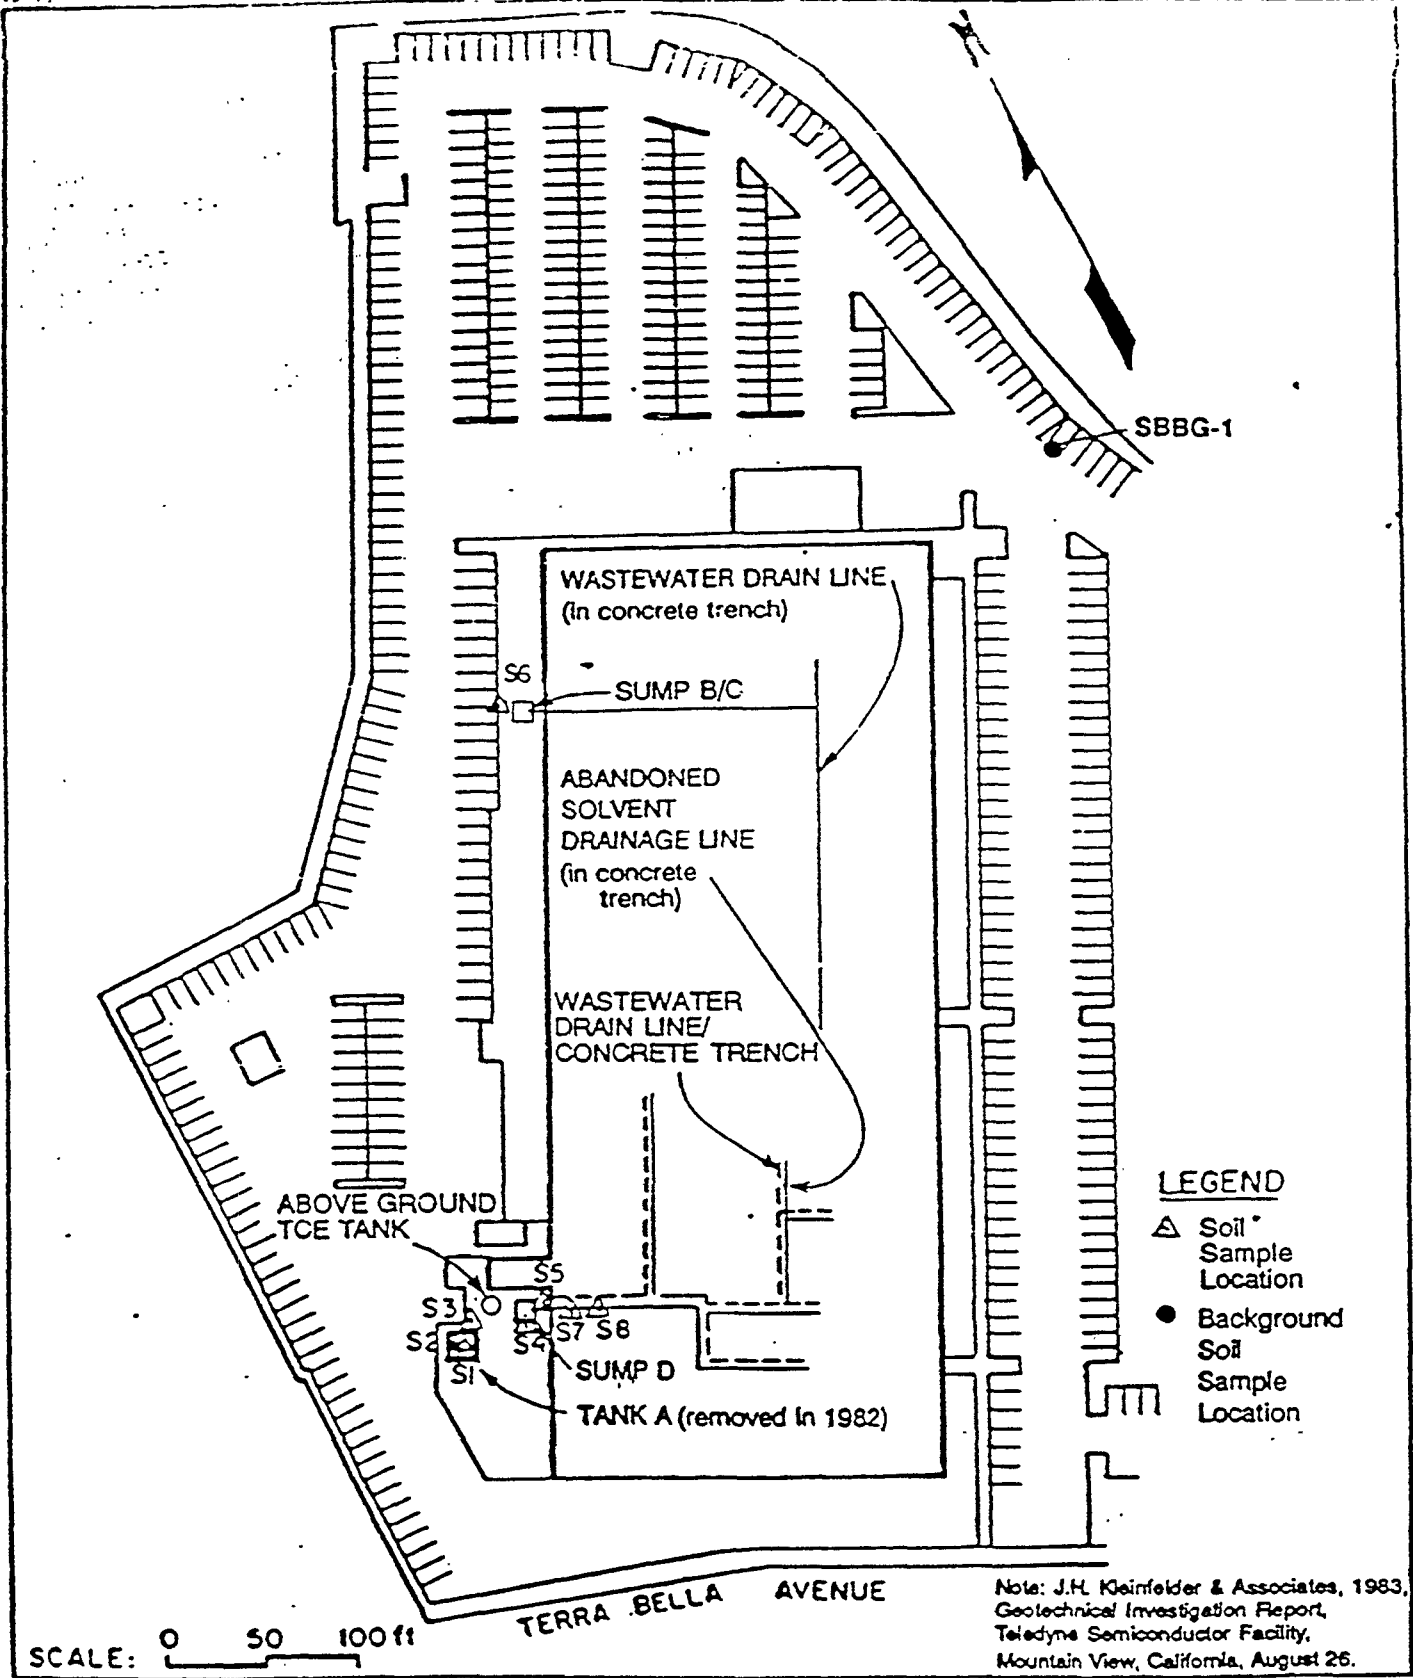 SBBG-1
WASTEWATER DRAIN LINE
(in concrete trench)
S6
SUMP B/C
ABANDONED
SOLVENT
DRAINAGE LINE
(in concrete
trench)
WASTEWATER
DRAIN LINE/
CONCRETE TRENCH
ABOVE GROUND
TCE TANK
S5
S3
S7
S8
S2
S4
S1
SUMP D
TANK A (removed in 1982)
LEGEND
Soil
Sample
Location
Background
Soil
Sample
Location
TERRA BELLA AVENUE
SCALE: 0 50 100 ft
Note: J.H. Kleinfelder & Associates, 1983,
Geotechnical Investigation Report,
Teledyne Semiconductor Facility,
Mountain View, California, August 26.